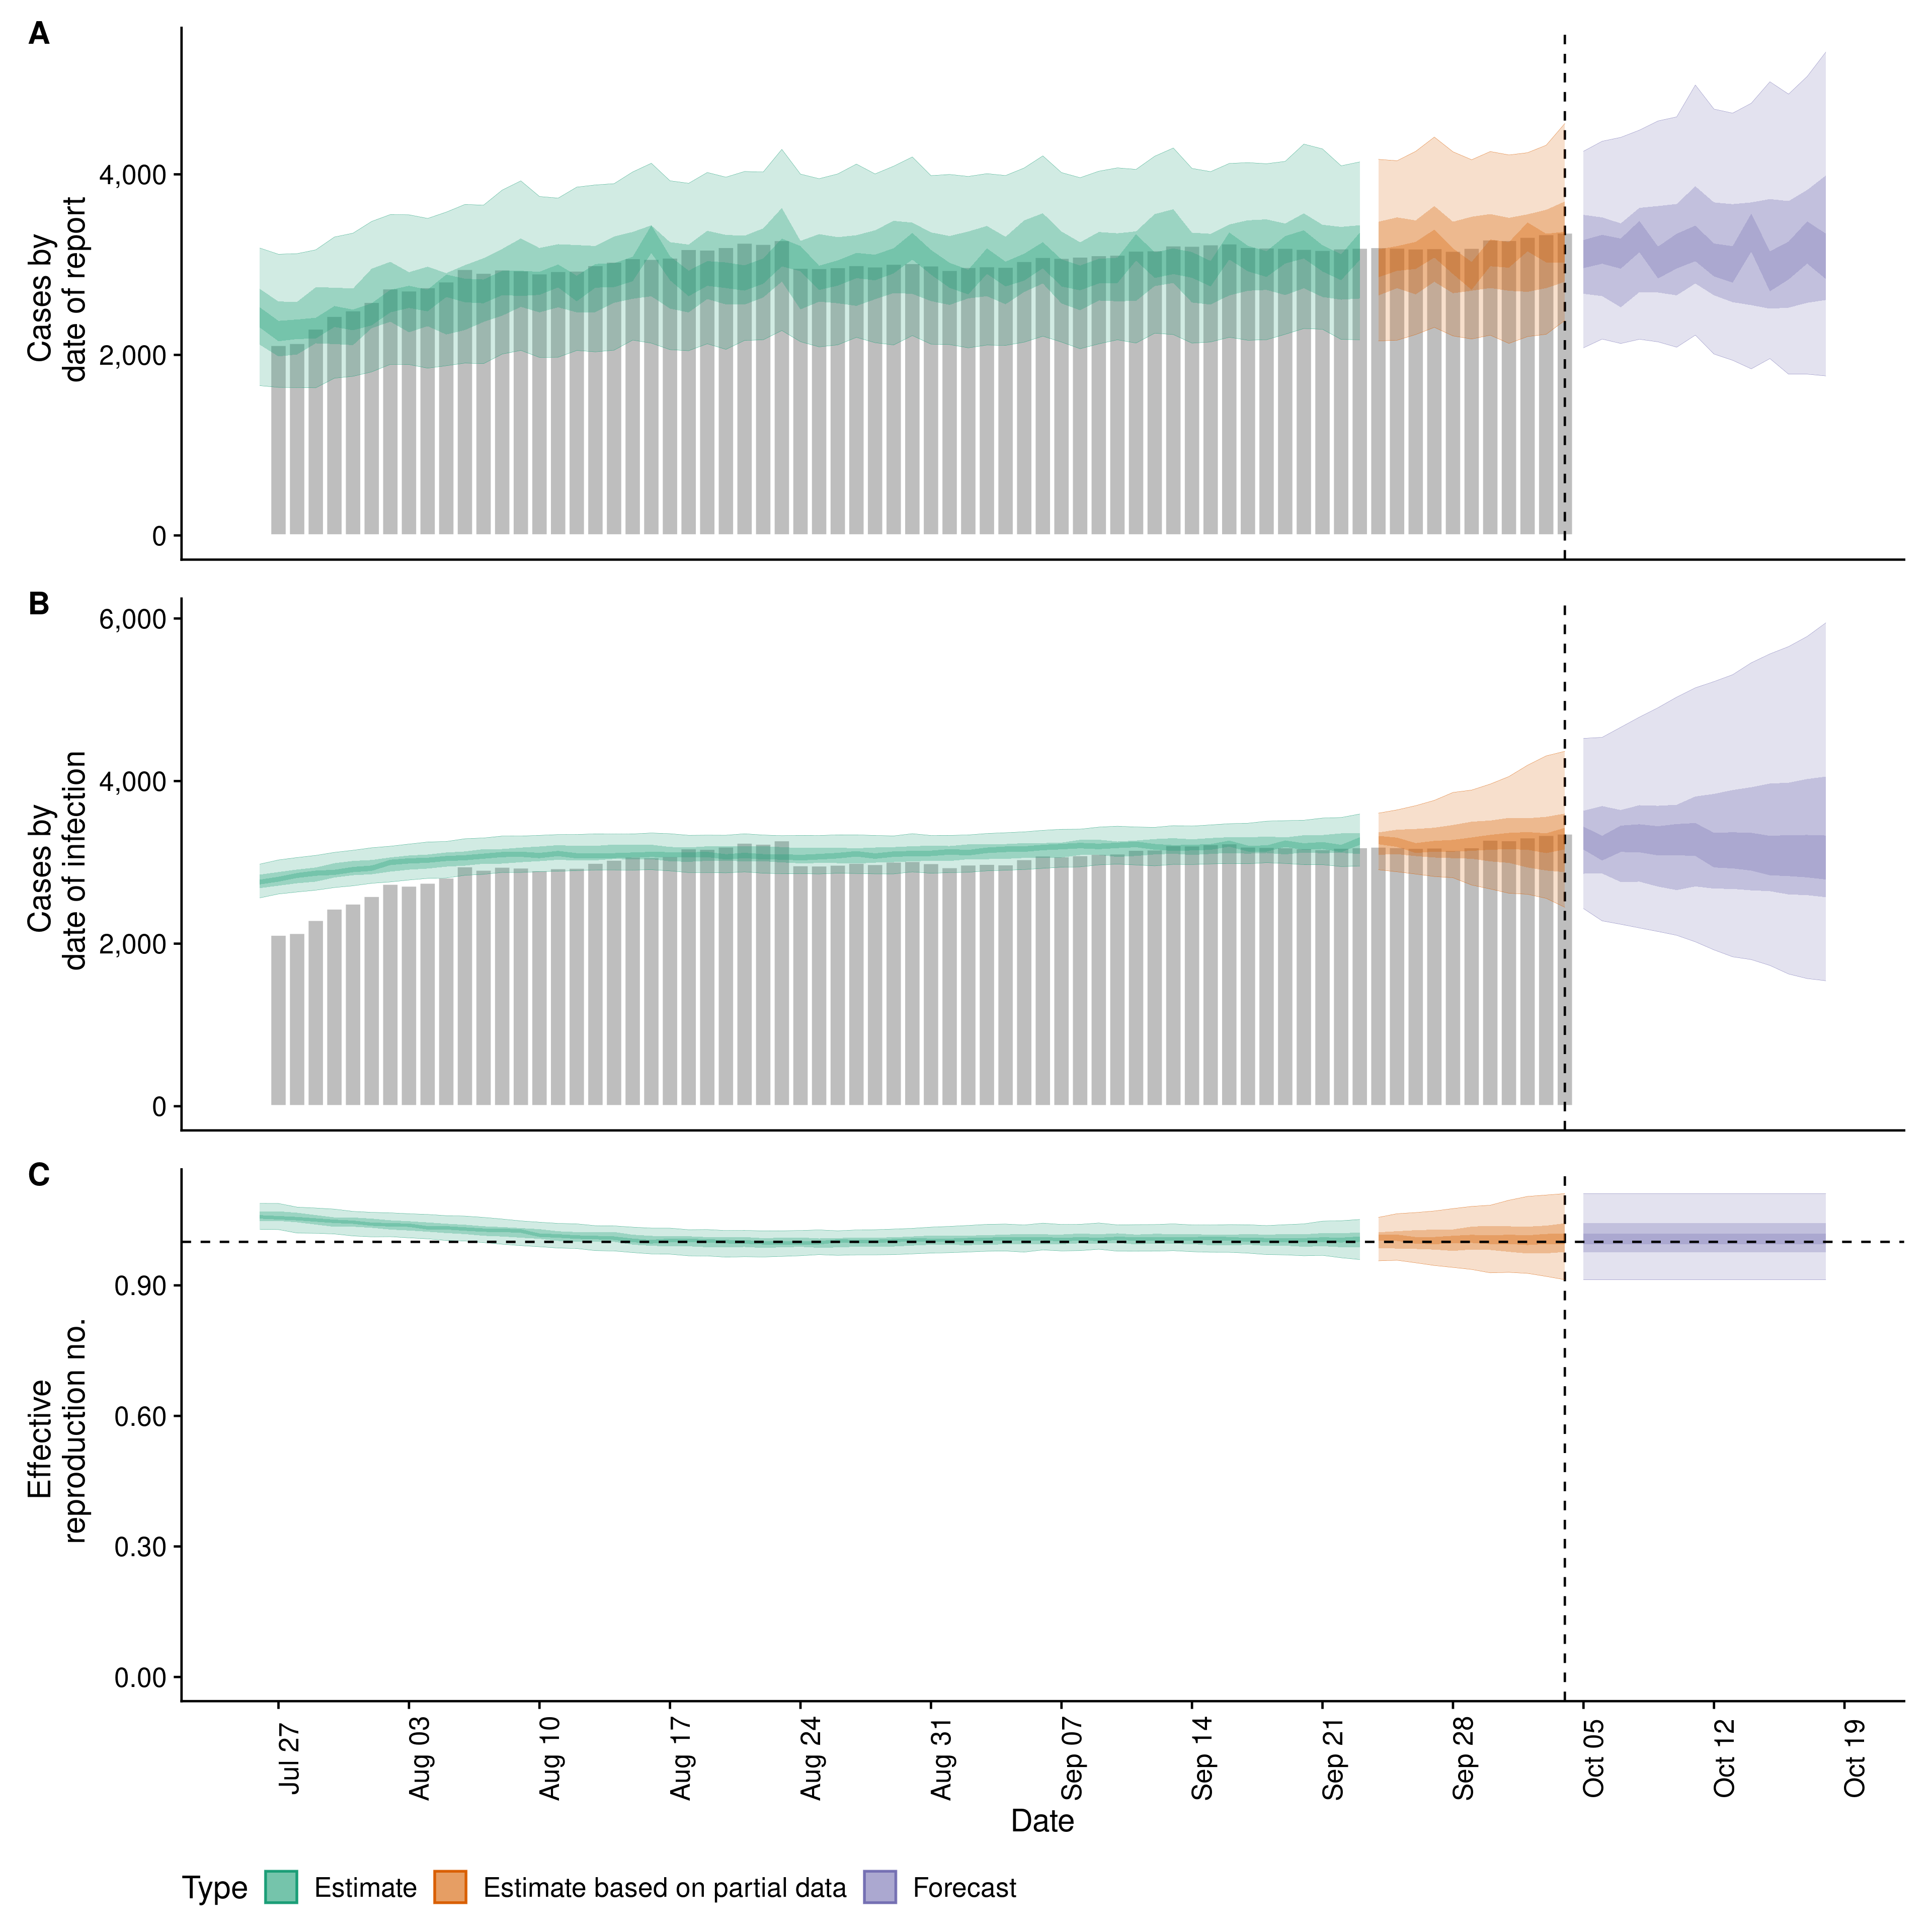 A
Cases by
date of report
4,000
2,000
0
B
Cases by
date of infection
6,000
4,000
2,000
0
C
Effective
reproduction no.
0.90
0.60
0.30
0.00
Jul 27
Aug 03
Aug 10
Aug 17
Aug 24
Aug 31
Sep 07
Sep 14
Sep 21
Sep 28
Oct 05
Oct 12
Oct 19
Date
Type
Estimate
Estimate based on partial data
Forecast